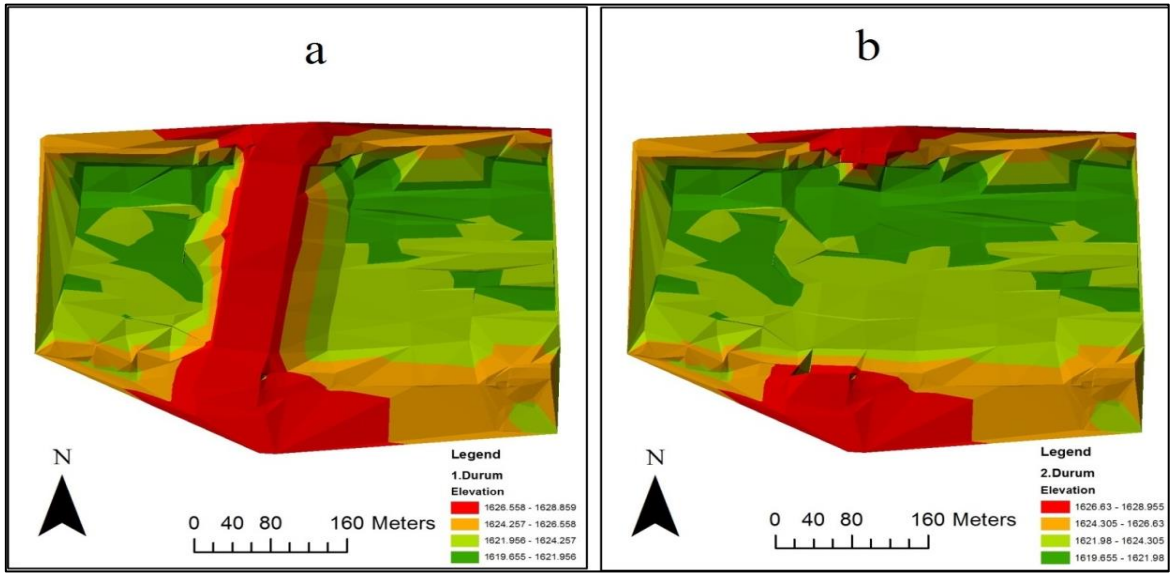 a
N
0 40 80 160 Meters
Legend
1.Durum
Elevation
1626.558 - 1628.859
1624.257 - 1626.558
1621.956 - 1624.257
1619.655 - 1621.956
b
N
0 40 80 160 Meters
Legend
2.Durum
Elevation
1626.63 - 1628.955
1624.305 - 1626.63
1621.98 - 1624.305
1619.655 - 1621.98